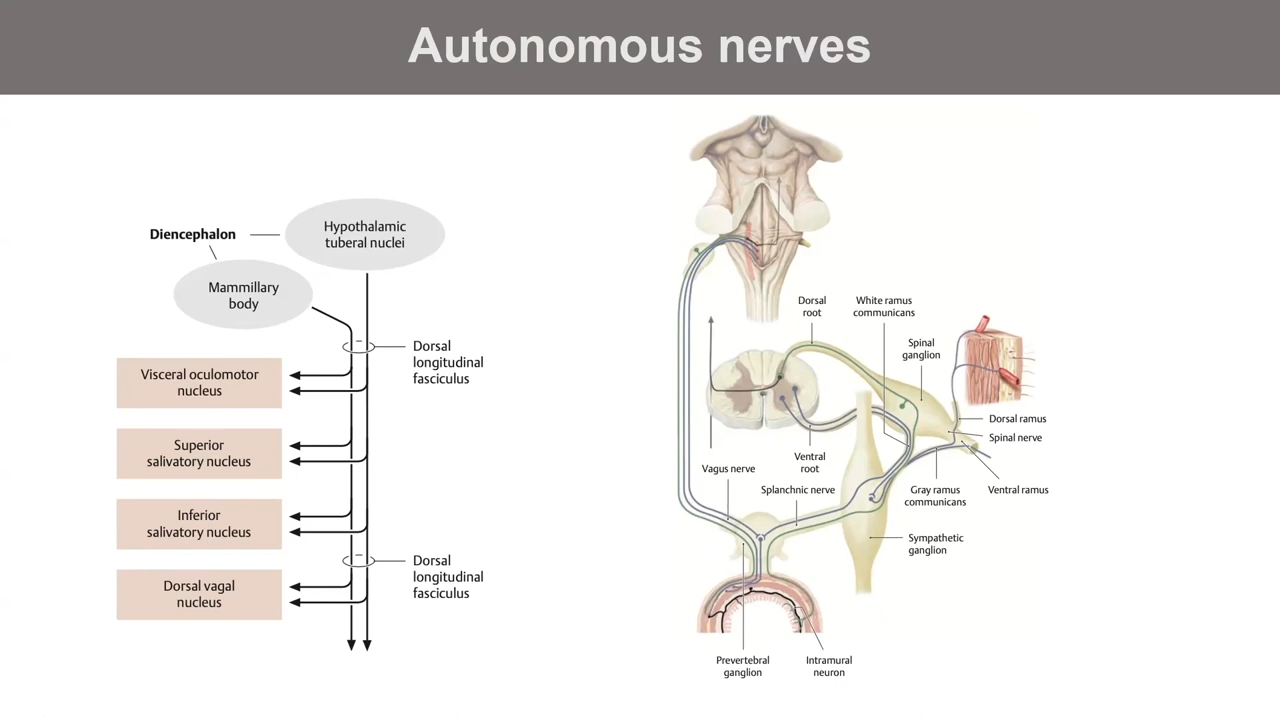 Autonomous nerves
Diencephalon
Hypothalamic
tuberal nuclei
Mammillary
body
Dorsal
longitudinal
fasciculus
Visceral oculomotor
nucleus
Superior
salivatory nucleus
Inferior
salivatory nucleus
Dorsal
longitudinal
fasciculus
Dorsal vagal
nucleus
Dorsal
root
White ramus
communicans
Spinal
ganglion
Dorsal ramus
Spinal nerve
Ventral
root
Vagus nerve
Splanchnic nerve
Gray ramus
communicans
Ventral ramus
Sympathetic
ganglion
Prevertebral
ganglion
Intramural
neuron